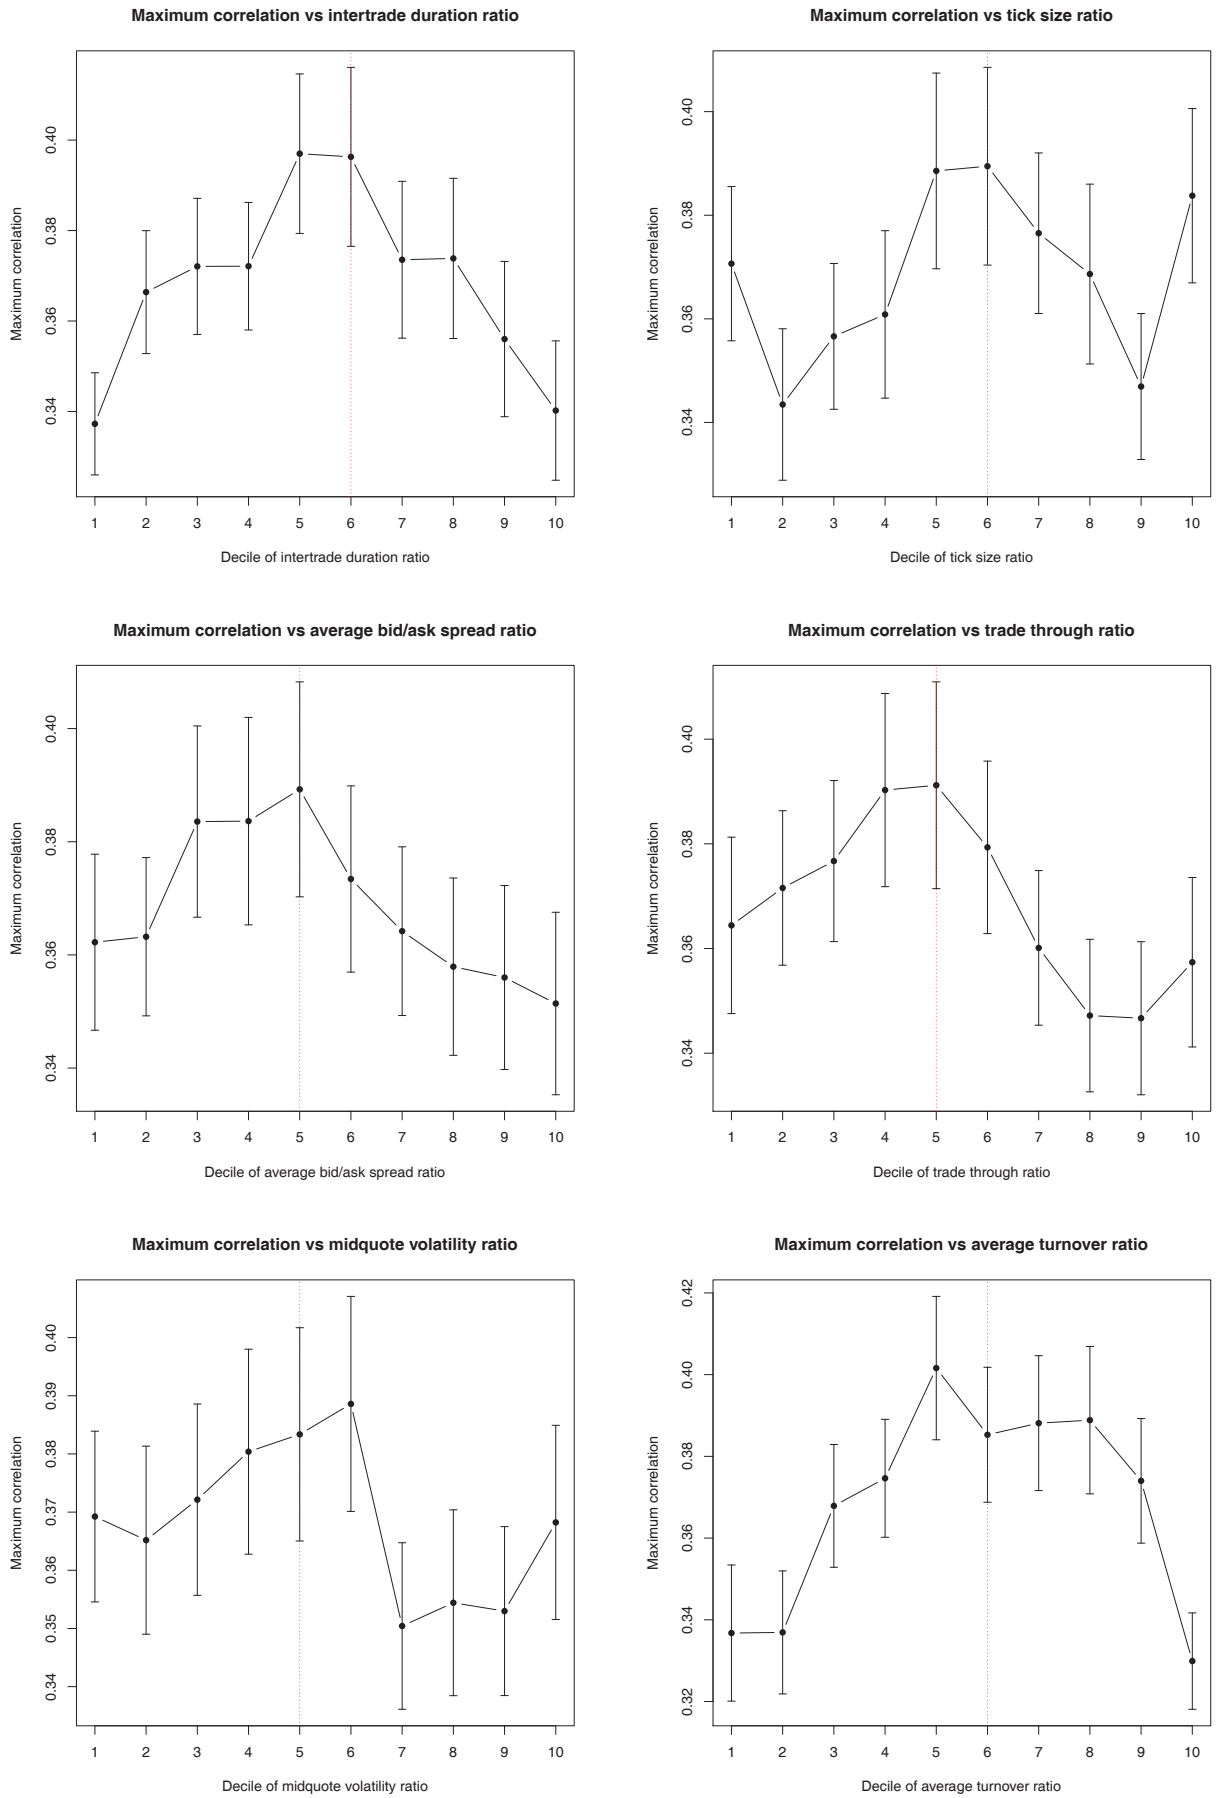 Maximum correlation vs intertrade duration ratio
Maximum correlation
0.40
0.38
0.36
0.34
1 2 3 4 5 6 7 8 9 10
Decile of intertrade duration ratio
Maximum correlation vs tick size ratio
Maximum correlation
0.40
0.38
0.36
0.34
1 2 3 4 5 6 7 8 9 10
Decile of tick size ratio
Maximum correlation vs average bid/ask spread ratio
Maximum correlation
0.40
0.38
0.36
0.34
1 2 3 4 5 6 7 8 9 10
Decile of average bid/ask spread ratio
Maximum correlation vs trade through ratio
Maximum correlation
0.40
0.38
0.36
0.34
1 2 3 4 5 6 7 8 9 10
Decile of trade through ratio
Maximum correlation vs midquote volatility ratio
Maximum correlation
0.40
0.39
0.38
0.37
0.36
0.35
0.34
1 2 3 4 5 6 7 8 9 10
Decile of midquote volatility ratio
Maximum correlation vs average turnover ratio
Maximum correlation
0.42
0.40
0.38
0.36
0.34
0.32
1 2 3 4 5 6 7 8 9 10
Decile of average turnover ratio